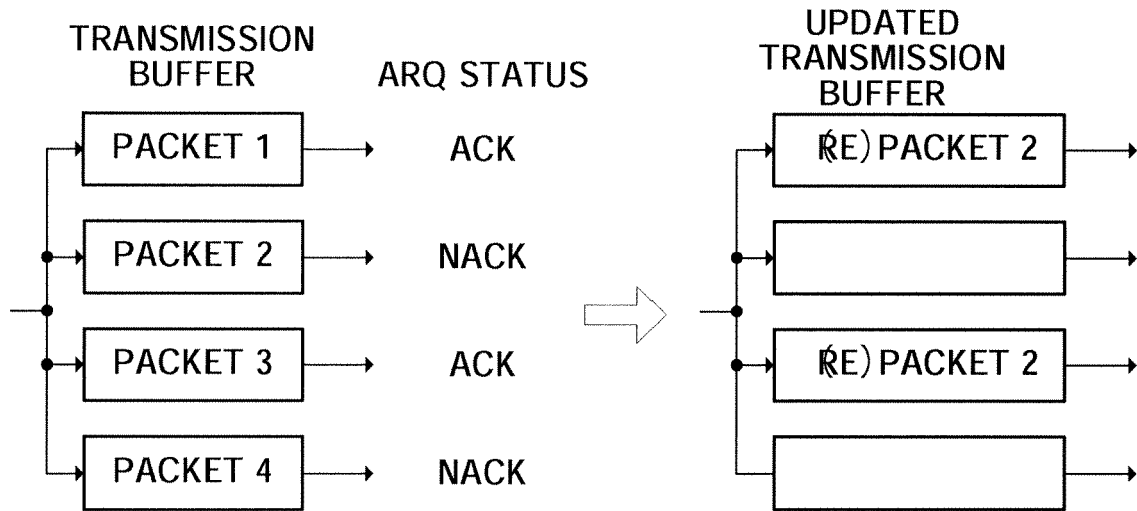 TRANSMISSION
BUFFER
ARQ STATUS
UPDATED
TRANSMISSION
BUFFER
PACKET 1
ACK
(RE) PACKET 2
PACKET 2
NACK
PACKET 3
ACK
(RE) PACKET 2
PACKET 4
NACK